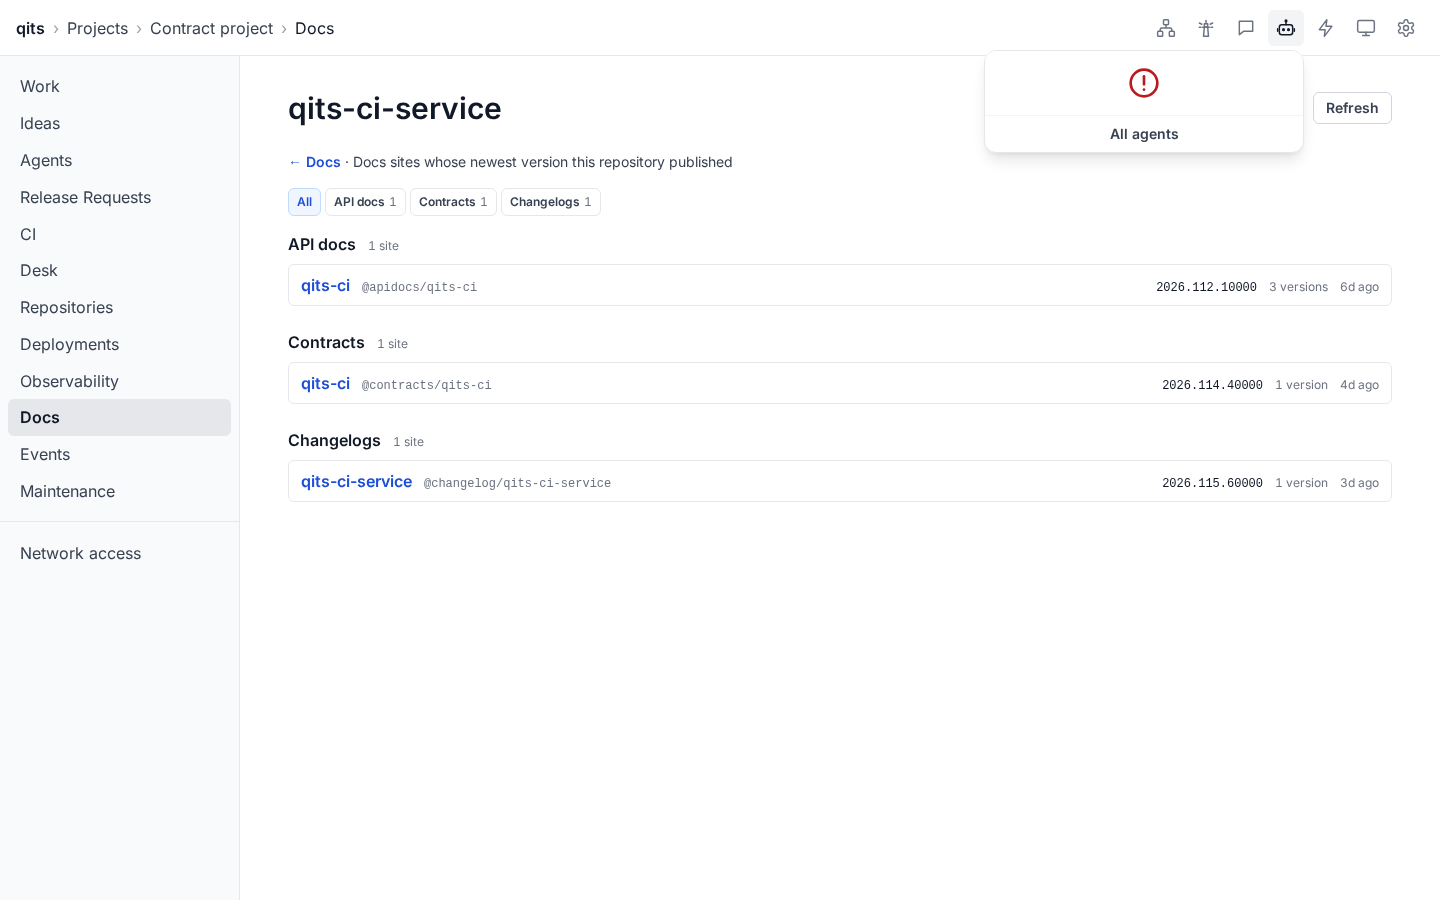 qits › Projects › Contract project › Docs
Work
Ideas
Agents
Release Requests
CI
Desk
Repositories
Deployments
Observability
Docs
Events
Maintenance
Network access
All agents
qits-ci-service
Refresh
← Docs · Docs sites whose newest version this repository published
All API docs 1 Contracts 1 Changelogs 1
API docs 1 site
qits-ci @apidocs/qits-ci 2026.112.10000 3 versions 6d ago
Contracts 1 site
qits-ci @contracts/qits-ci 2026.114.40000 1 version 4d ago
Changelogs 1 site
qits-ci-service @changelog/qits-ci-service 2026.115.60000 1 version 3d ago